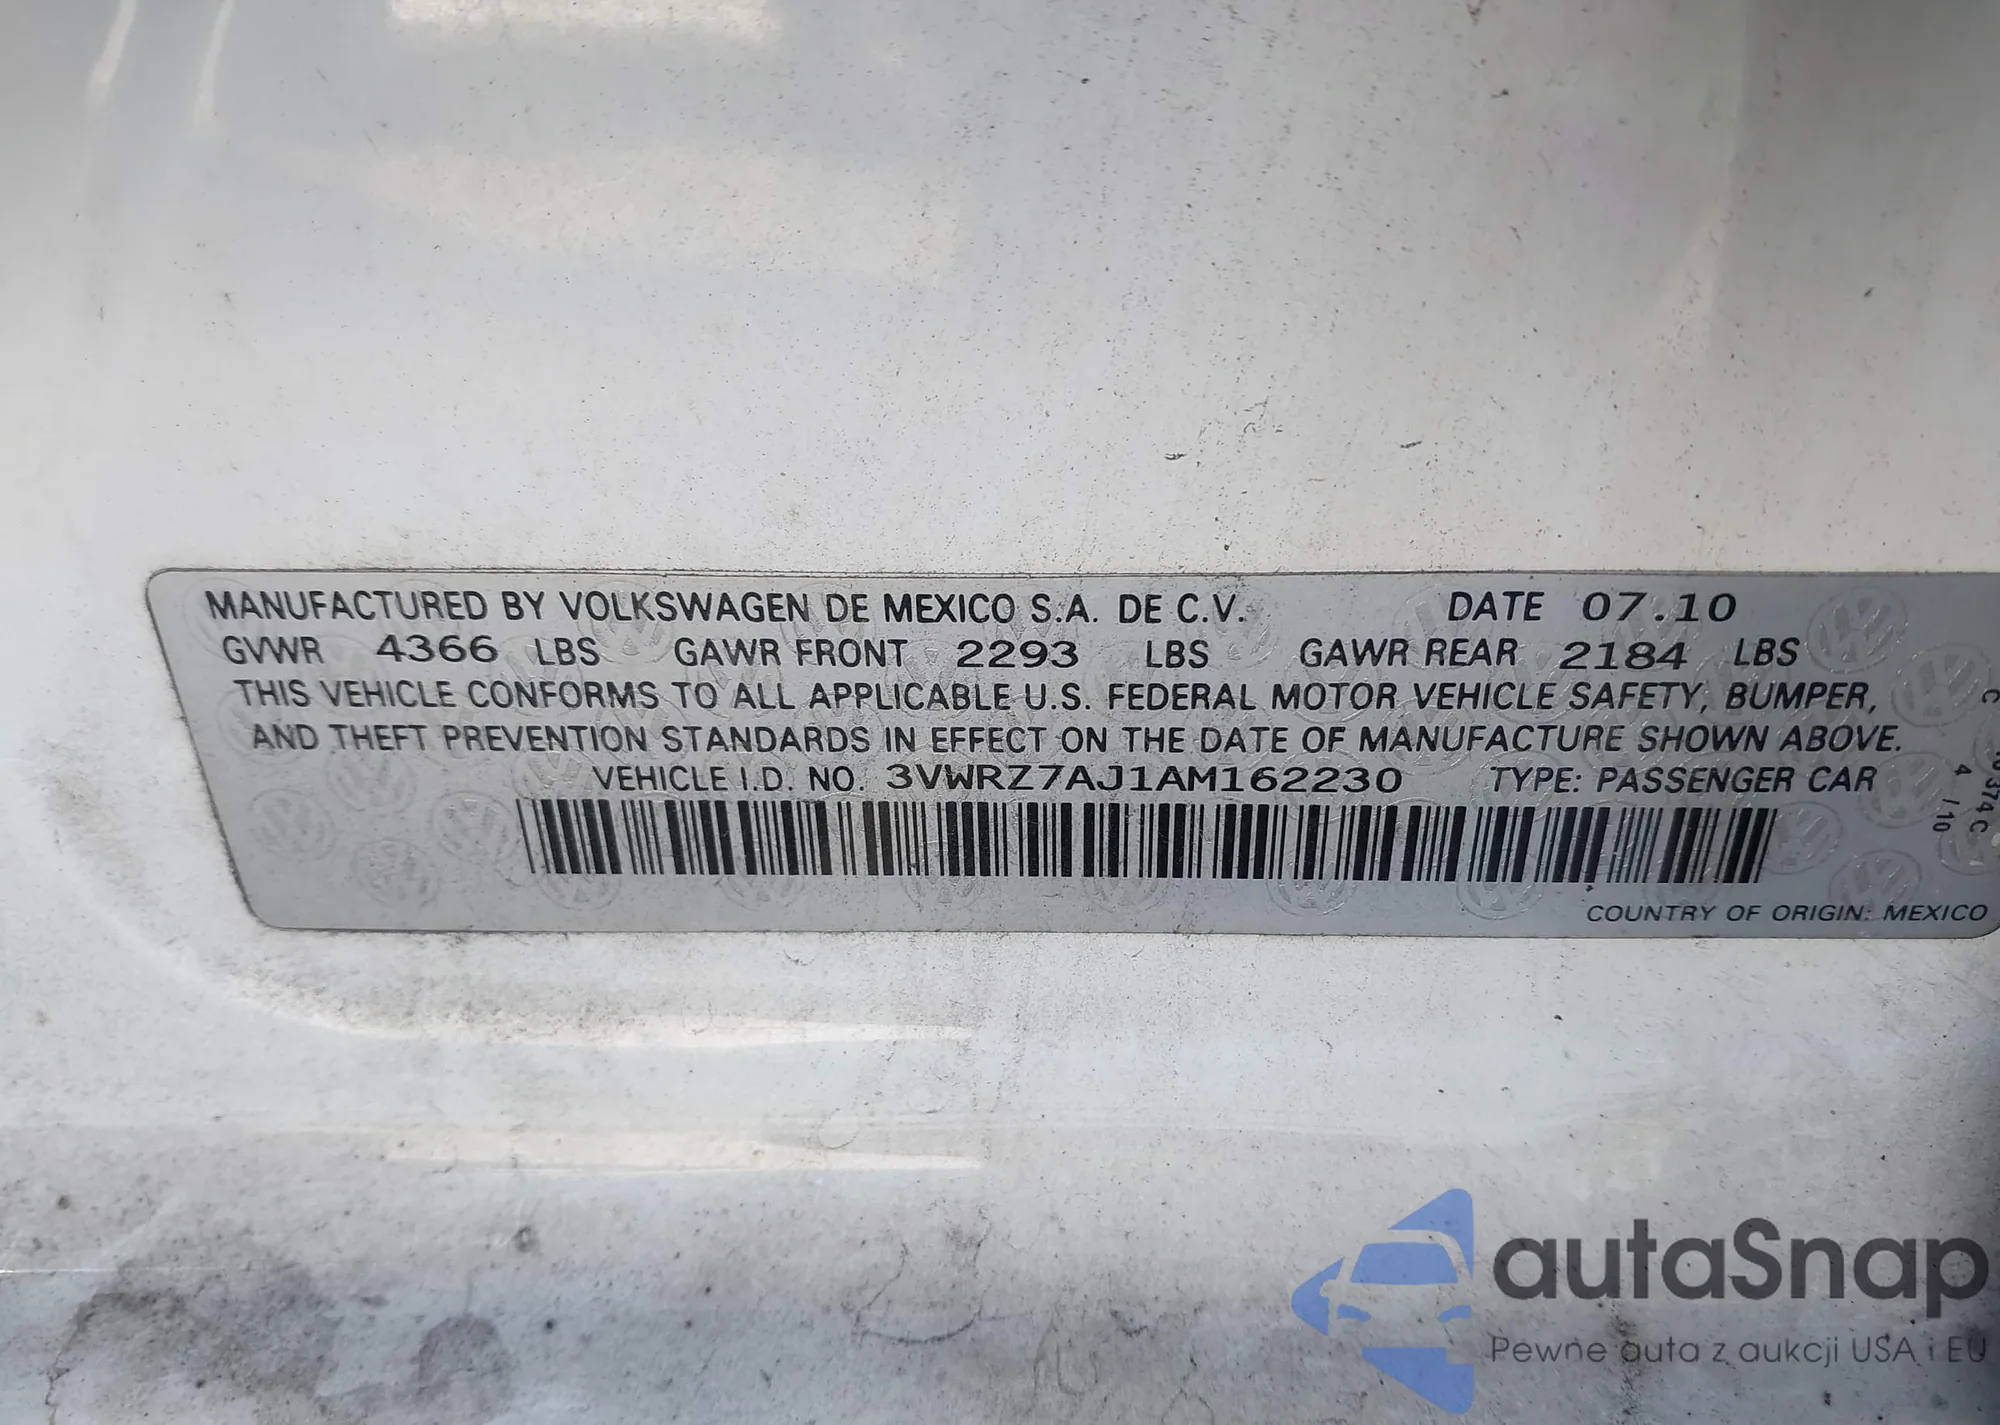 MANUFACTURED BY VOLKSWAGEN DE MEXICO S.A. DE C.V. DATE 07.10
GVWR 4366 LBS GAWR FRONT 2293 LBS GAWR REAR 2184 LBS
THIS VEHICLE CONFORMS TO ALL APPLICABLE U.S. FEDERAL MOTOR VEHICLE SAFETY, BUMPER,
AND THEFT PREVENTION STANDARDS IN EFFECT ON THE DATE OF MANUFACTURE SHOWN ABOVE.
VEHICLE I.D. NO. 3VWRZ7AJ1AM162230 TYPE: PASSENGER CAR
COUNTRY OF ORIGIN: MEXICO
autaSnap
Pewne auta z aukcji USA i EU